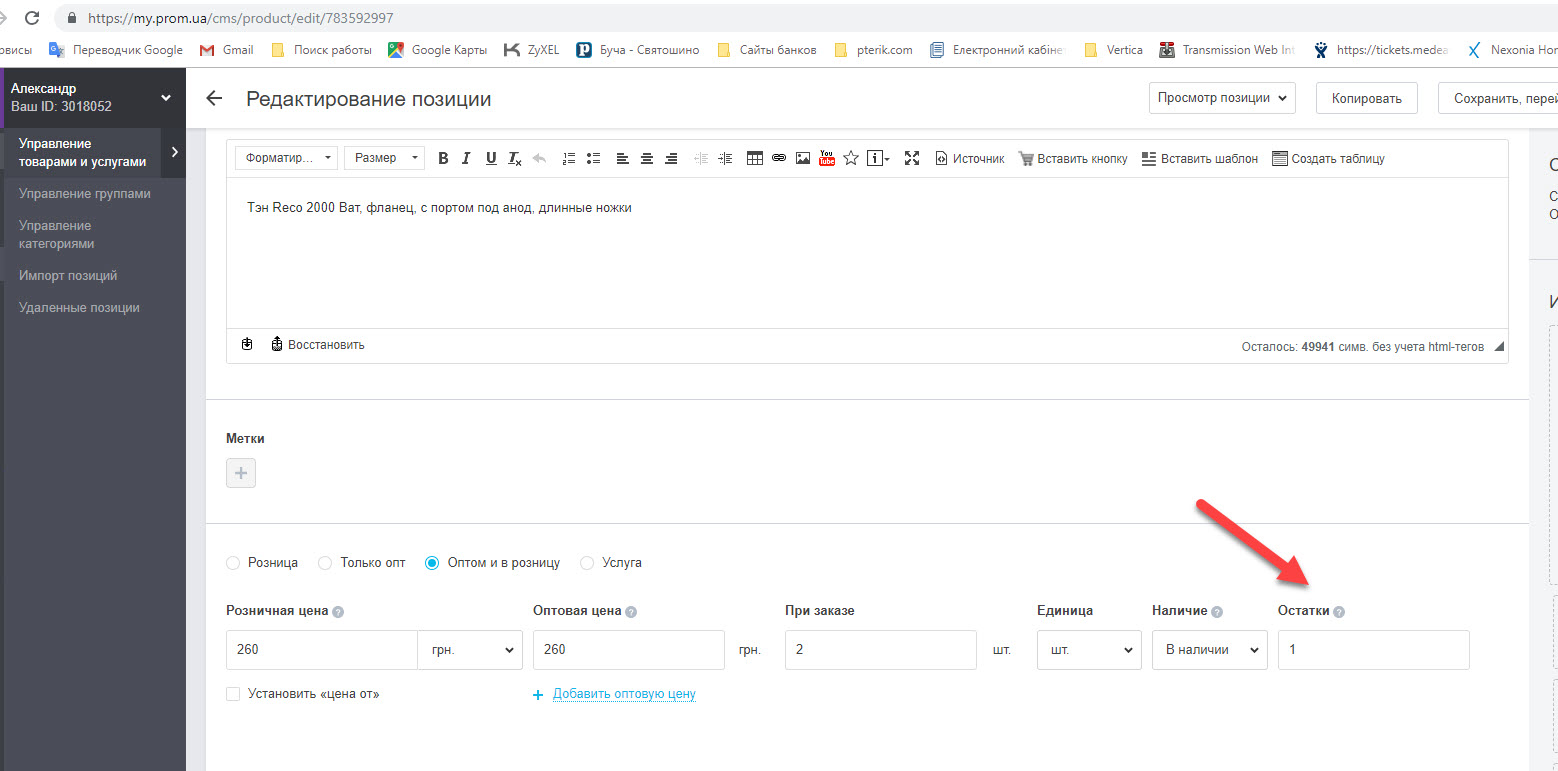 https://my.prom.ua/cms/product/edit/783592997
рвисы Переводчик Google Gmail Поиск работы Google Карты ZyXEL Буча - Святошино Сайты банков pterik.com Електронний кабіне Vertica Transmission Web Int https://tickets.medea Nexonia Hor
Александр
Ваш ID: 3018052
Редактирование позиции
Просмотр позиции
Копировать
Сохранить, перей
Управление
товарами и услугами
Управление группами
Управление
категориями
Импорт позиций
Удаленные позиции
Форматир... Размер B I U Tx You Tube Источник Вставить кнопку Вставить шаблон Создать таблицу
Тэн Reco 2000 Ват, фланец, с портом под анод, длинные ножки
Восстановить
Осталось: 49941 симв. без учета html-тегов
Метки
Розница Только опт Оптом и в розницу Услуга
Розничная цена Оптовая цена При заказе Единица Наличие Остатки
260 грн. 260 грн. 2 шт. шт. В наличии 1
Установить «цена от» Добавить оптовую цену